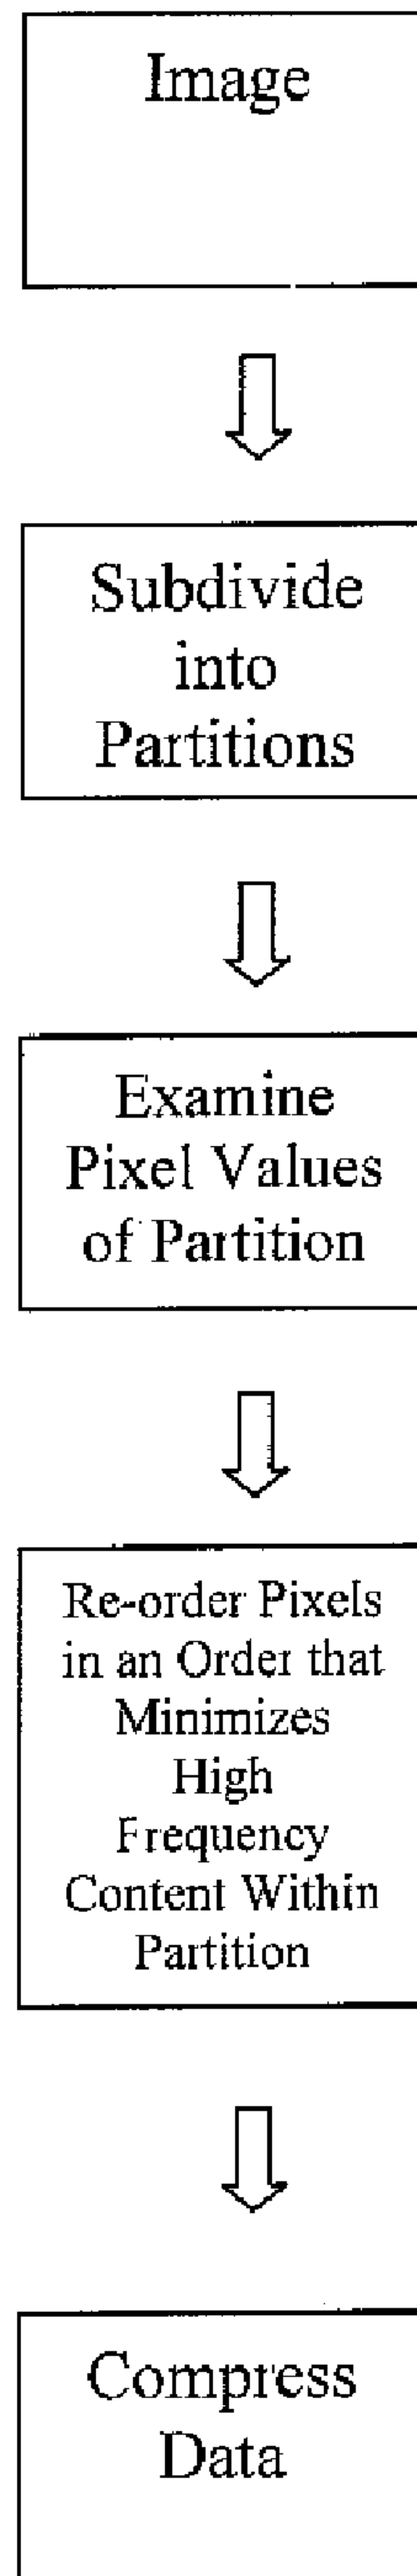 Image
Subdivide
into
Partitions
Examine
Pixel Values
of Partition
Re-order Pixels
in an Order that
Minimizes
High
Frequency
Content Within
Partition
Compress
Data